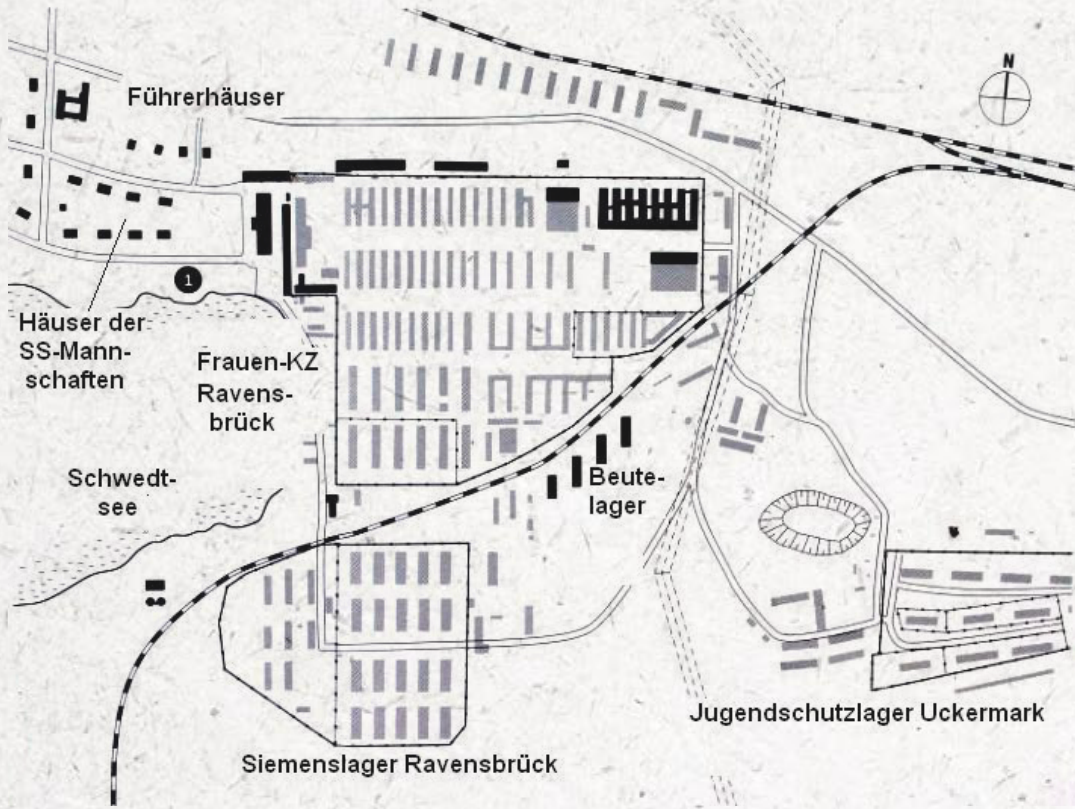 N
Führerhäuser
1
Häuser der
SS-Mann-
schaften
Frauen-KZ
Ravens-
brück
Schwedt-
see
Beute-
lager
Jugendschutzlager Uckermark
Siemenslager Ravensbrück